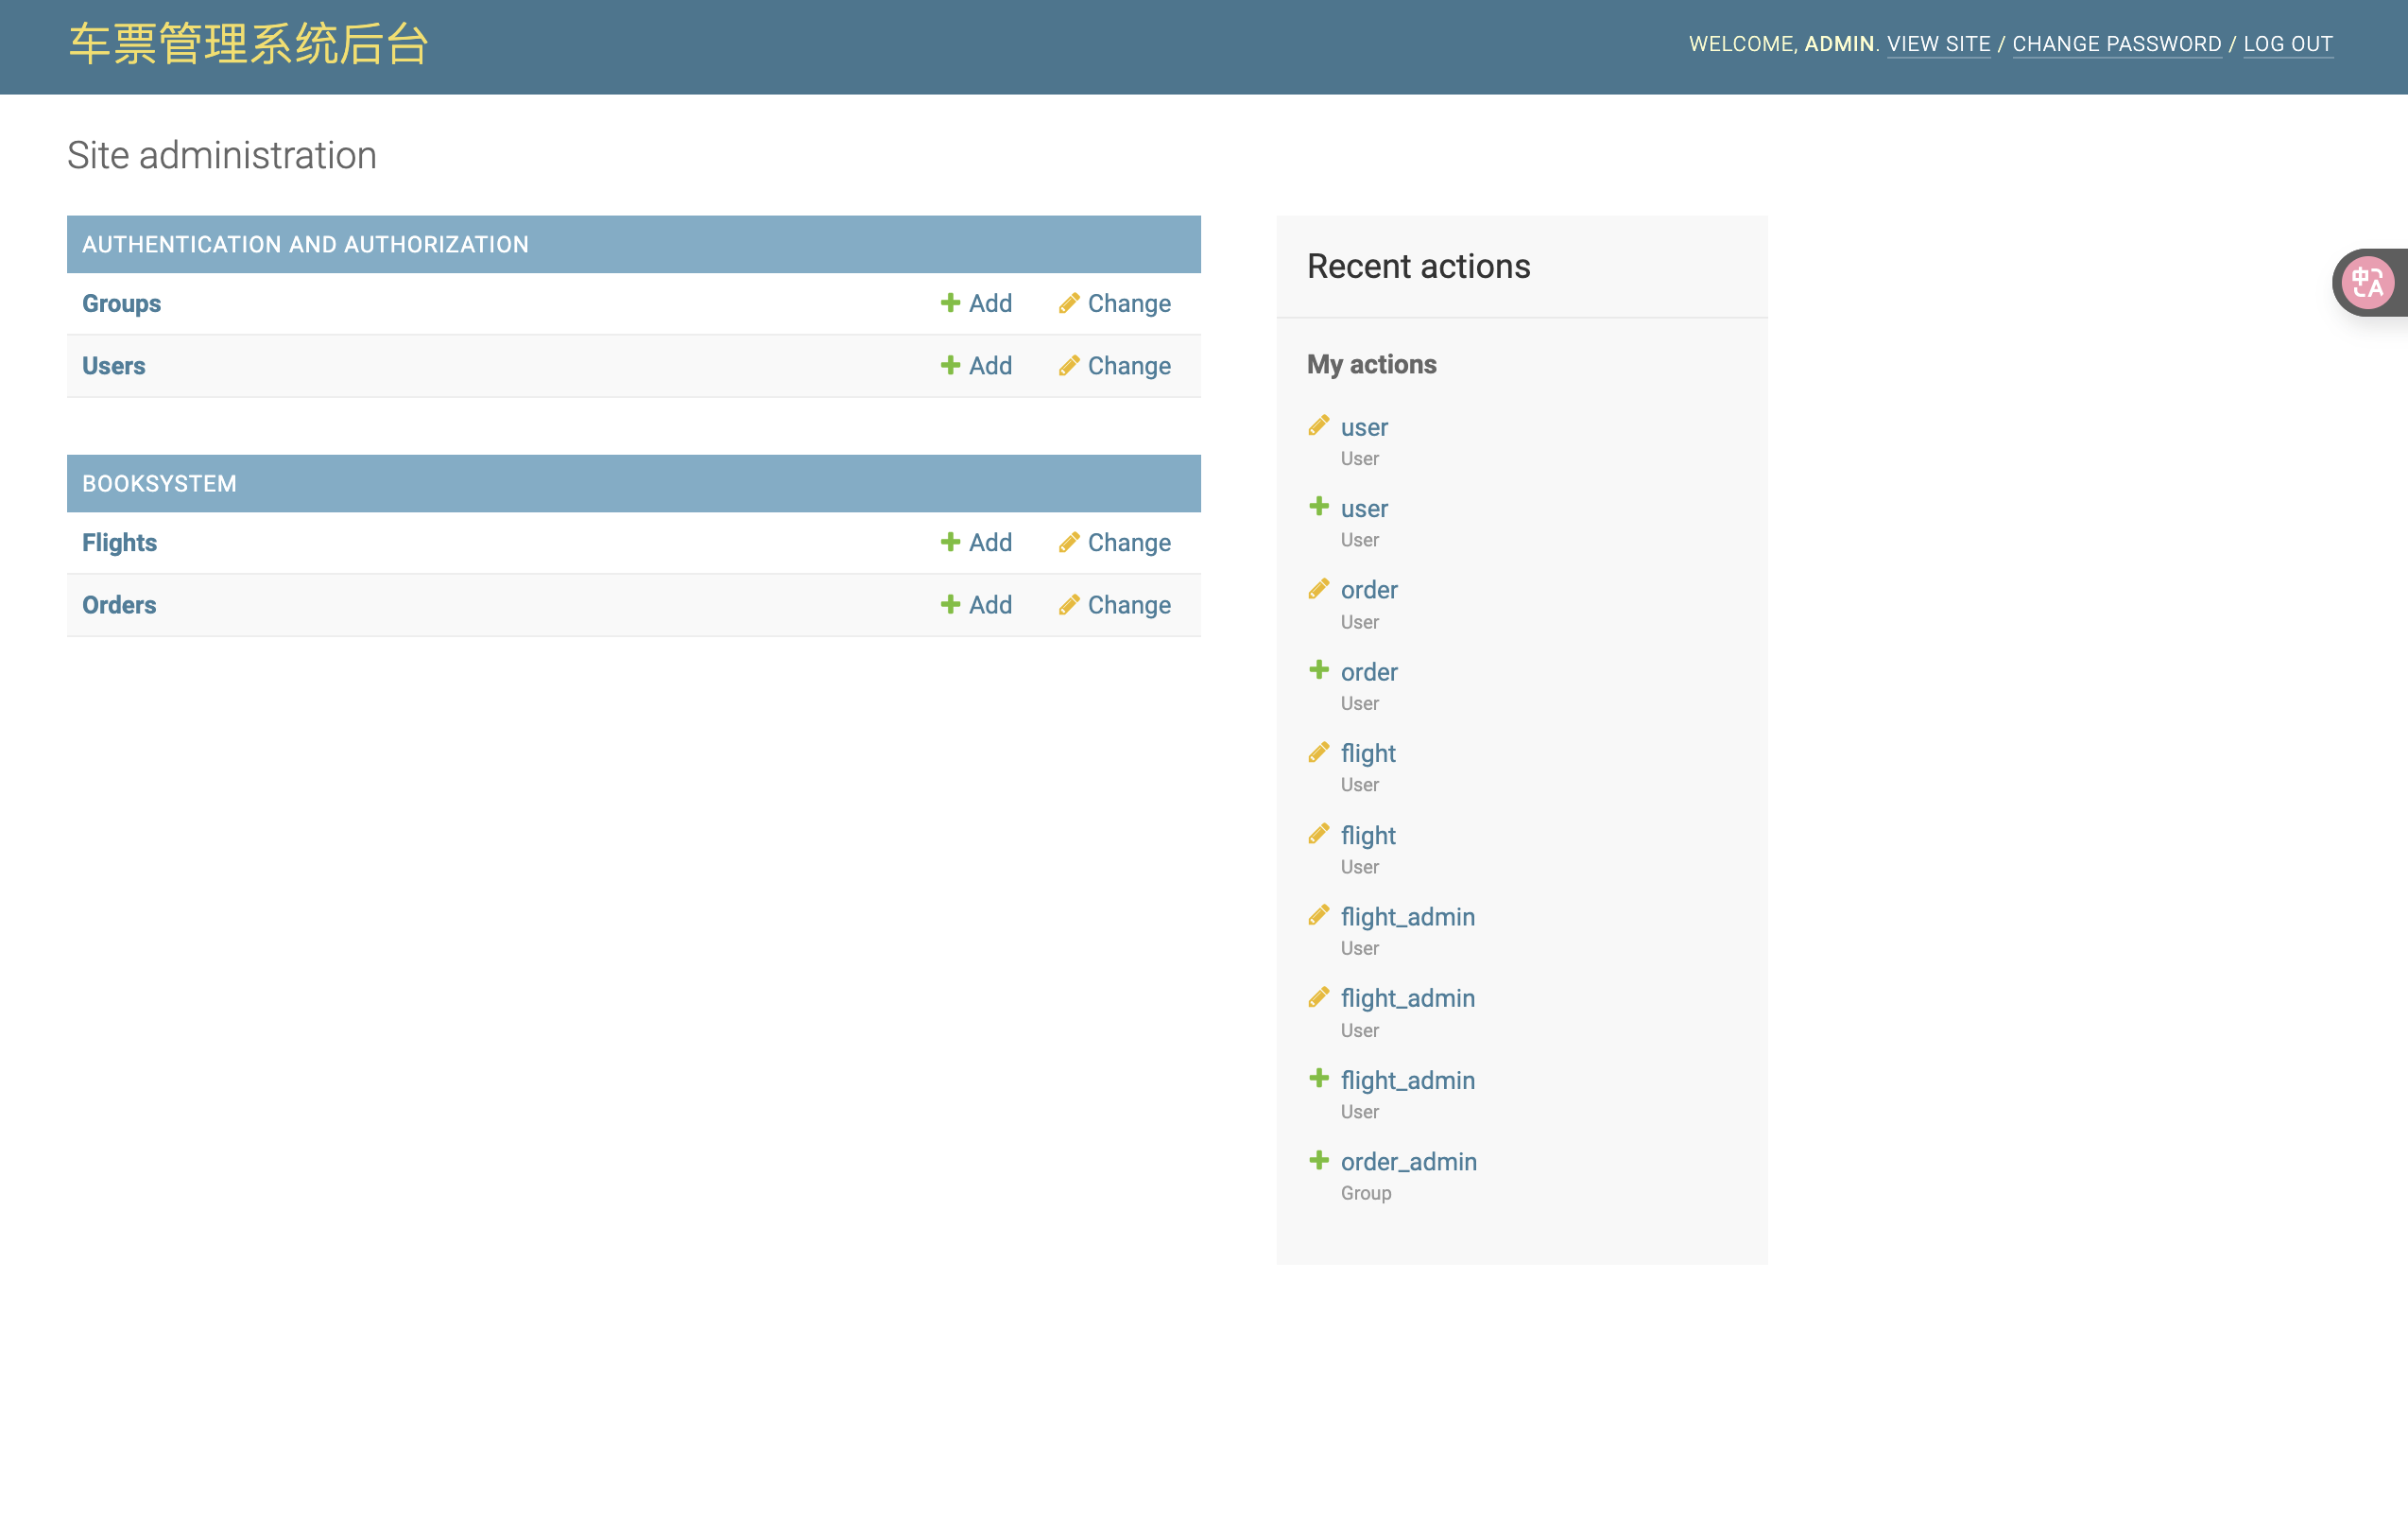 车票管理系统后台
WELCOME, ADMIN. VIEW SITE / CHANGE PASSWORD / LOG OUT
Site administration
AUTHENTICATION AND AUTHORIZATION
Groups Add Change
Users Add Change
BOOKSYSTEM
Flights Add Change
Orders Add Change
Recent actions
My actions
user
User
user
User
order
User
order
User
flight
User
flight
User
flight_admin
User
flight_admin
User
flight_admin
User
order_admin
Group
中A